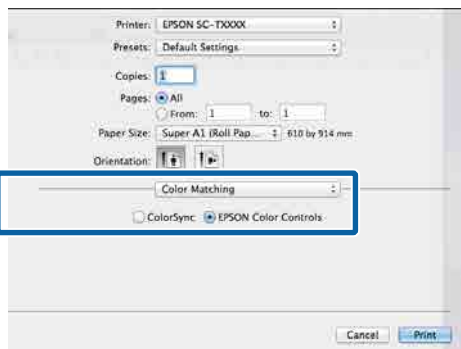 Printer: EPSON SC-TXXXX
Presets: Default Settings
Copies: 1
Pages: All
From: 1 to: 1
Paper Size: Super A1 (Roll Pap... 610 by 914 mm
Orientation:
Color Matching
ColorSync EPSON Color Controls
Cancel Print